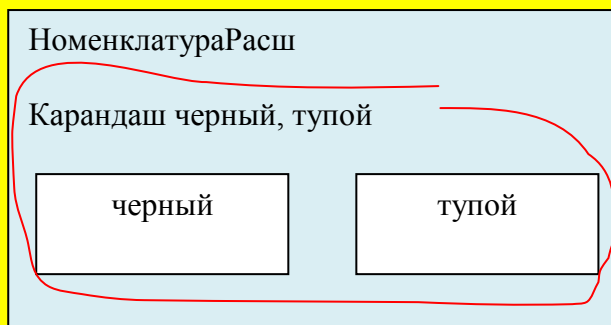 НоменклатураРасш
Карандаш черный, тупой
черный
тупой